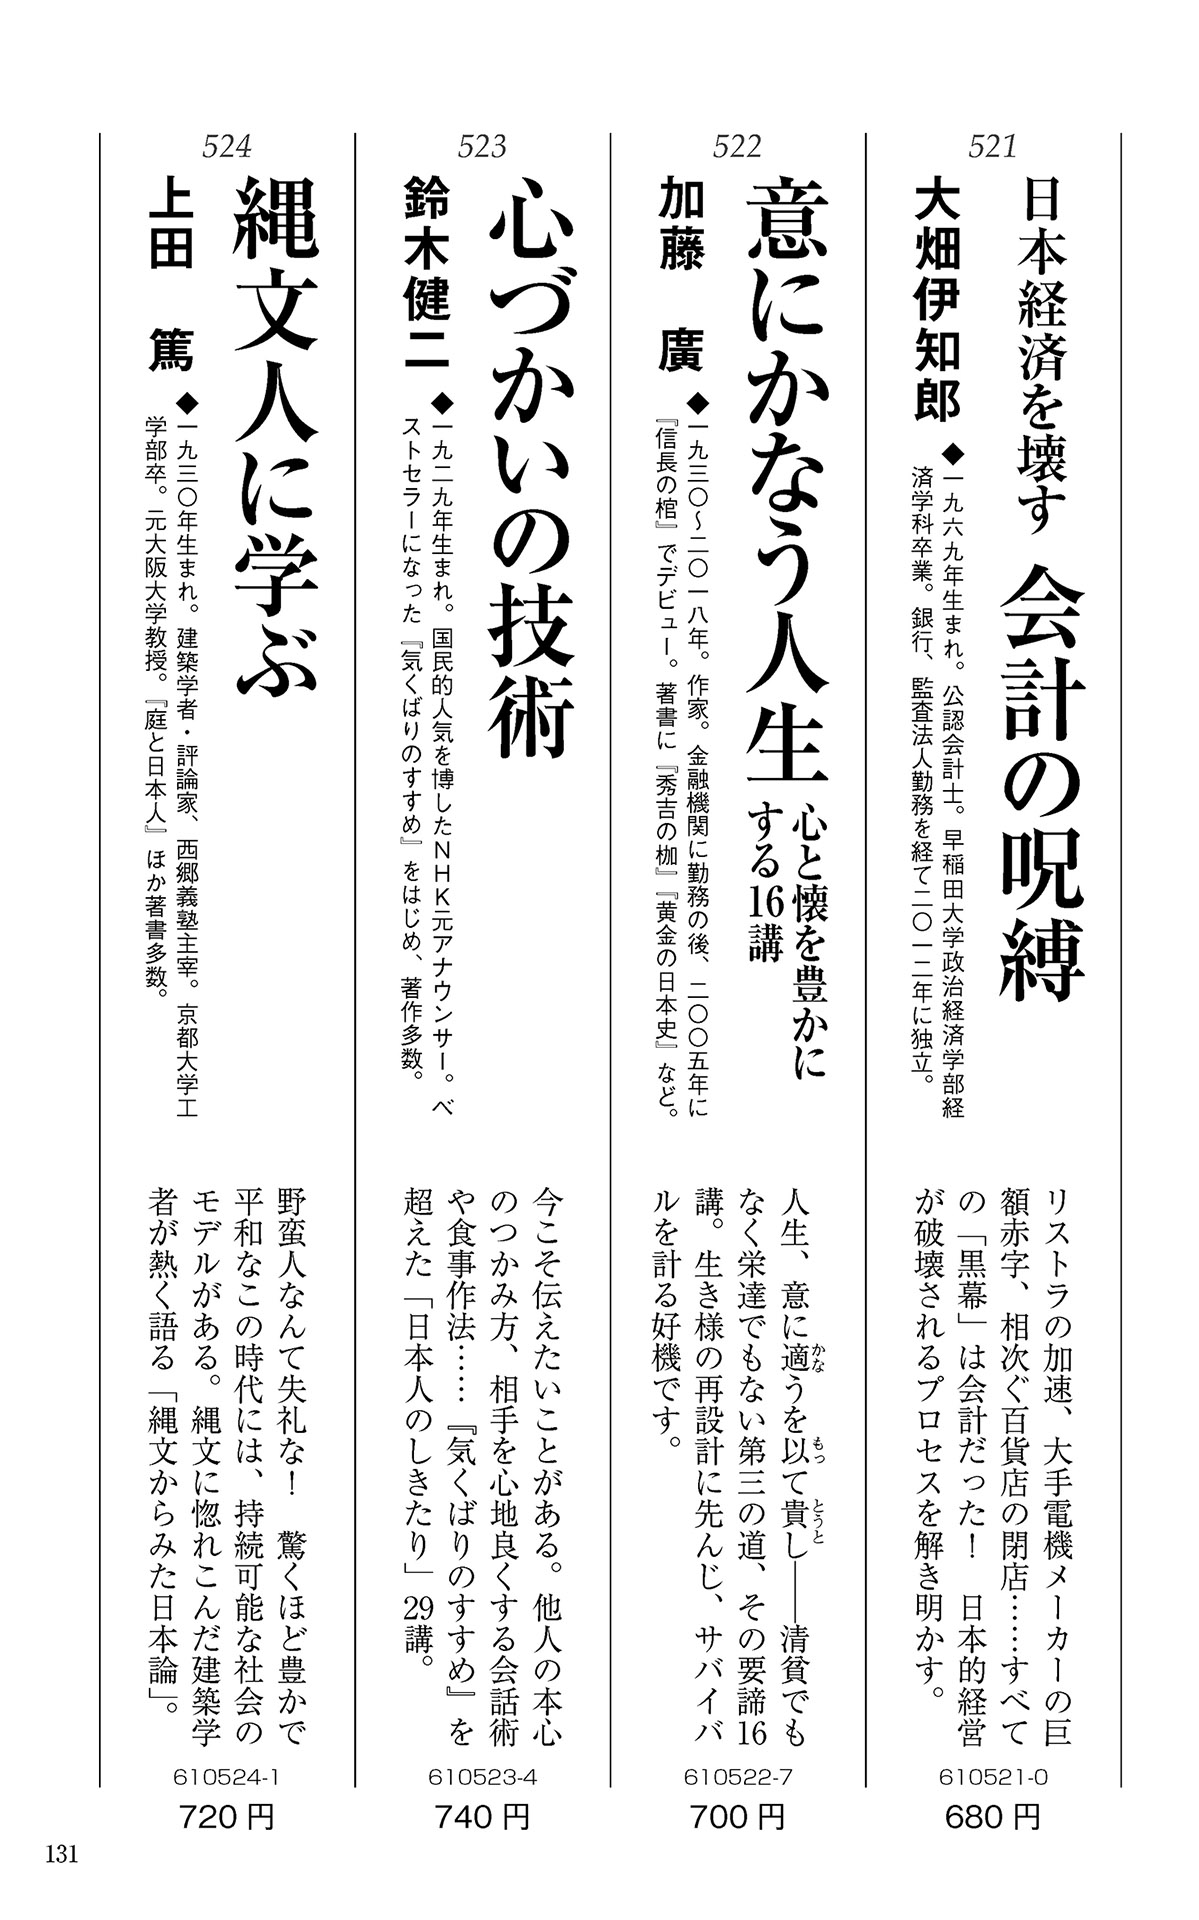 521
日本経済を壊す 会計の呪縛
大畑伊知郎
◆一九六九年生まれ。公認会計士。早稲田大学政治経済学部経
済学科卒業。銀行、監査法人勤務を経て二〇一二年に独立。
リストラの加速、大手電機メーカーの巨
額赤字、相次ぐ百貨店の閉店……すべて
の「黒幕」は会計だった！　日本的経営
が破壊されるプロセスを解き明かす。
610521-0
680円
522
意にかなう人生
心と懐を豊かに
する16講
加藤　廣
◆一九三〇〜二〇一八年。作家。金融機関に勤務の後、二〇〇五年に
『信長の棺』でデビュー。著書に『秀吉の枷』『黄金の日本史』など。
人生、意に適かなうを以もって貴とうとし――清貧でも
なく栄達でもない第三の道、その要諦16
講。生き様の再設計に先んじ、サバイバ
ルを計る好機です。
610522-7
700円
523
心づかいの技術
鈴木健二
◆一九二九年生まれ。国民的人気を博したNHK元アナウンサー。ベ
ストセラーになった『気くばりのすすめ』をはじめ、著作多数。
今こそ伝えたいことがある。他人の本心
のつかみ方、相手を心地良くする会話術
や食事作法……『気くばりのすすめ』を
超えた「日本人のしきたり」29講。
610523-4
740円
524
縄文人に学ぶ
上田　篤
◆一九三〇年生まれ。建築学者・評論家、西郷義塾主宰。京都大学工
学部卒。元大阪大学教授。『庭と日本人』ほか著書多数。
野蛮人なんて失礼な！　驚くほど豊かで
平和なこの時代には、持続可能な社会の
モデルがある。縄文に惚れこんだ建築学
者が熱く語る「縄文からみた日本論」。
610524-1
720円
131